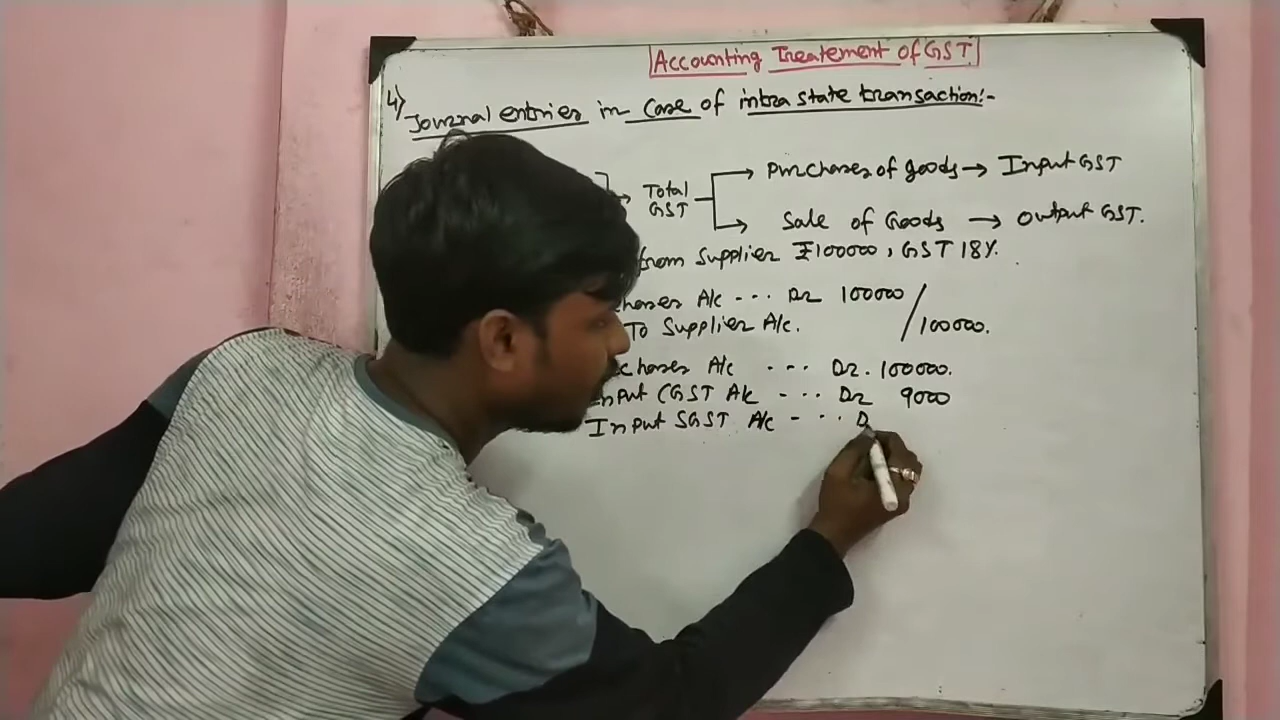 Accounting Treatement of GST
4) Journal entries in case of intra state transaction:-
Total GST
Purchases of goods → Input GST
Sale of Goods → Output GST.
from Supplier ₹100000, GST 18%.
hases A/c --- Dr 100000
To Supplier A/c. 100000.
chases A/c --- Dr. 100000.
Input CGST A/c --- Dr 9000
Input SGST A/c --- D